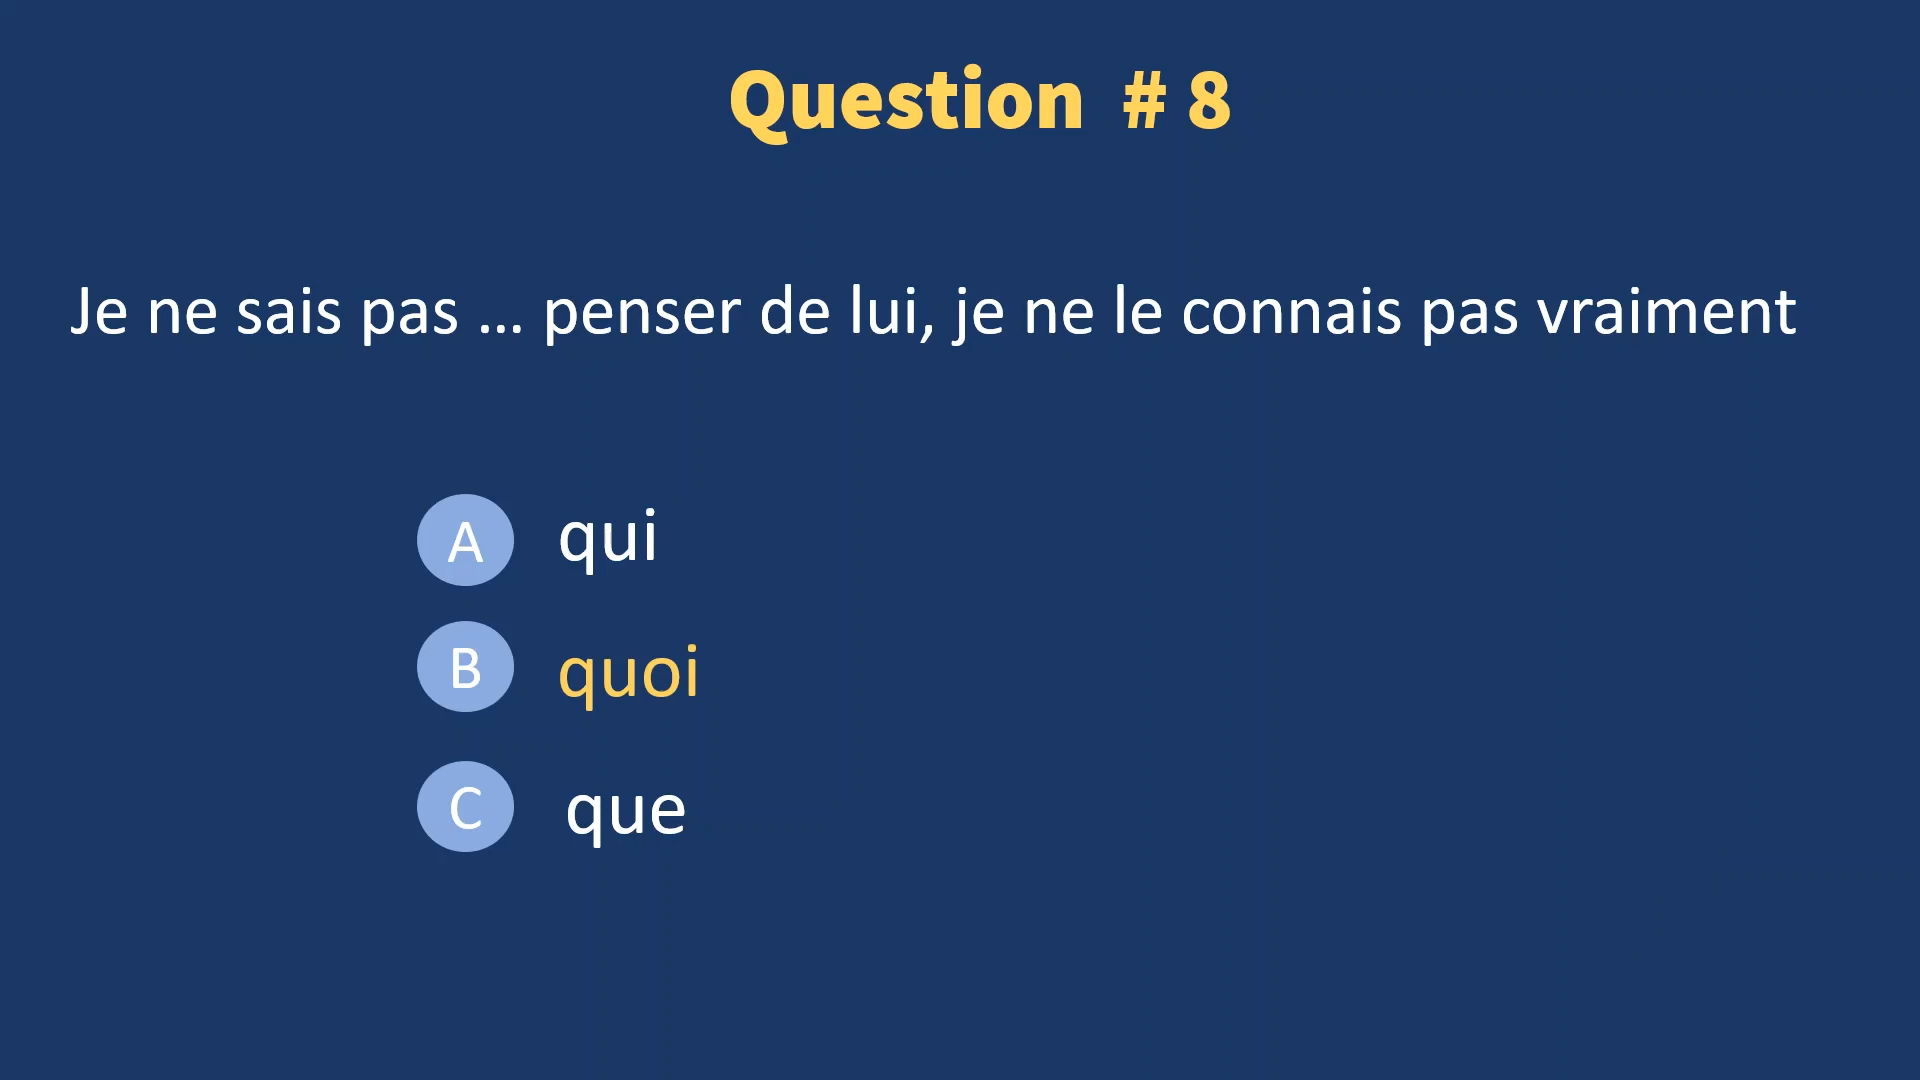 Question # 8
Je ne sais pas ... penser de lui, je ne le connais pas vraiment
A qui
B quoi
C que